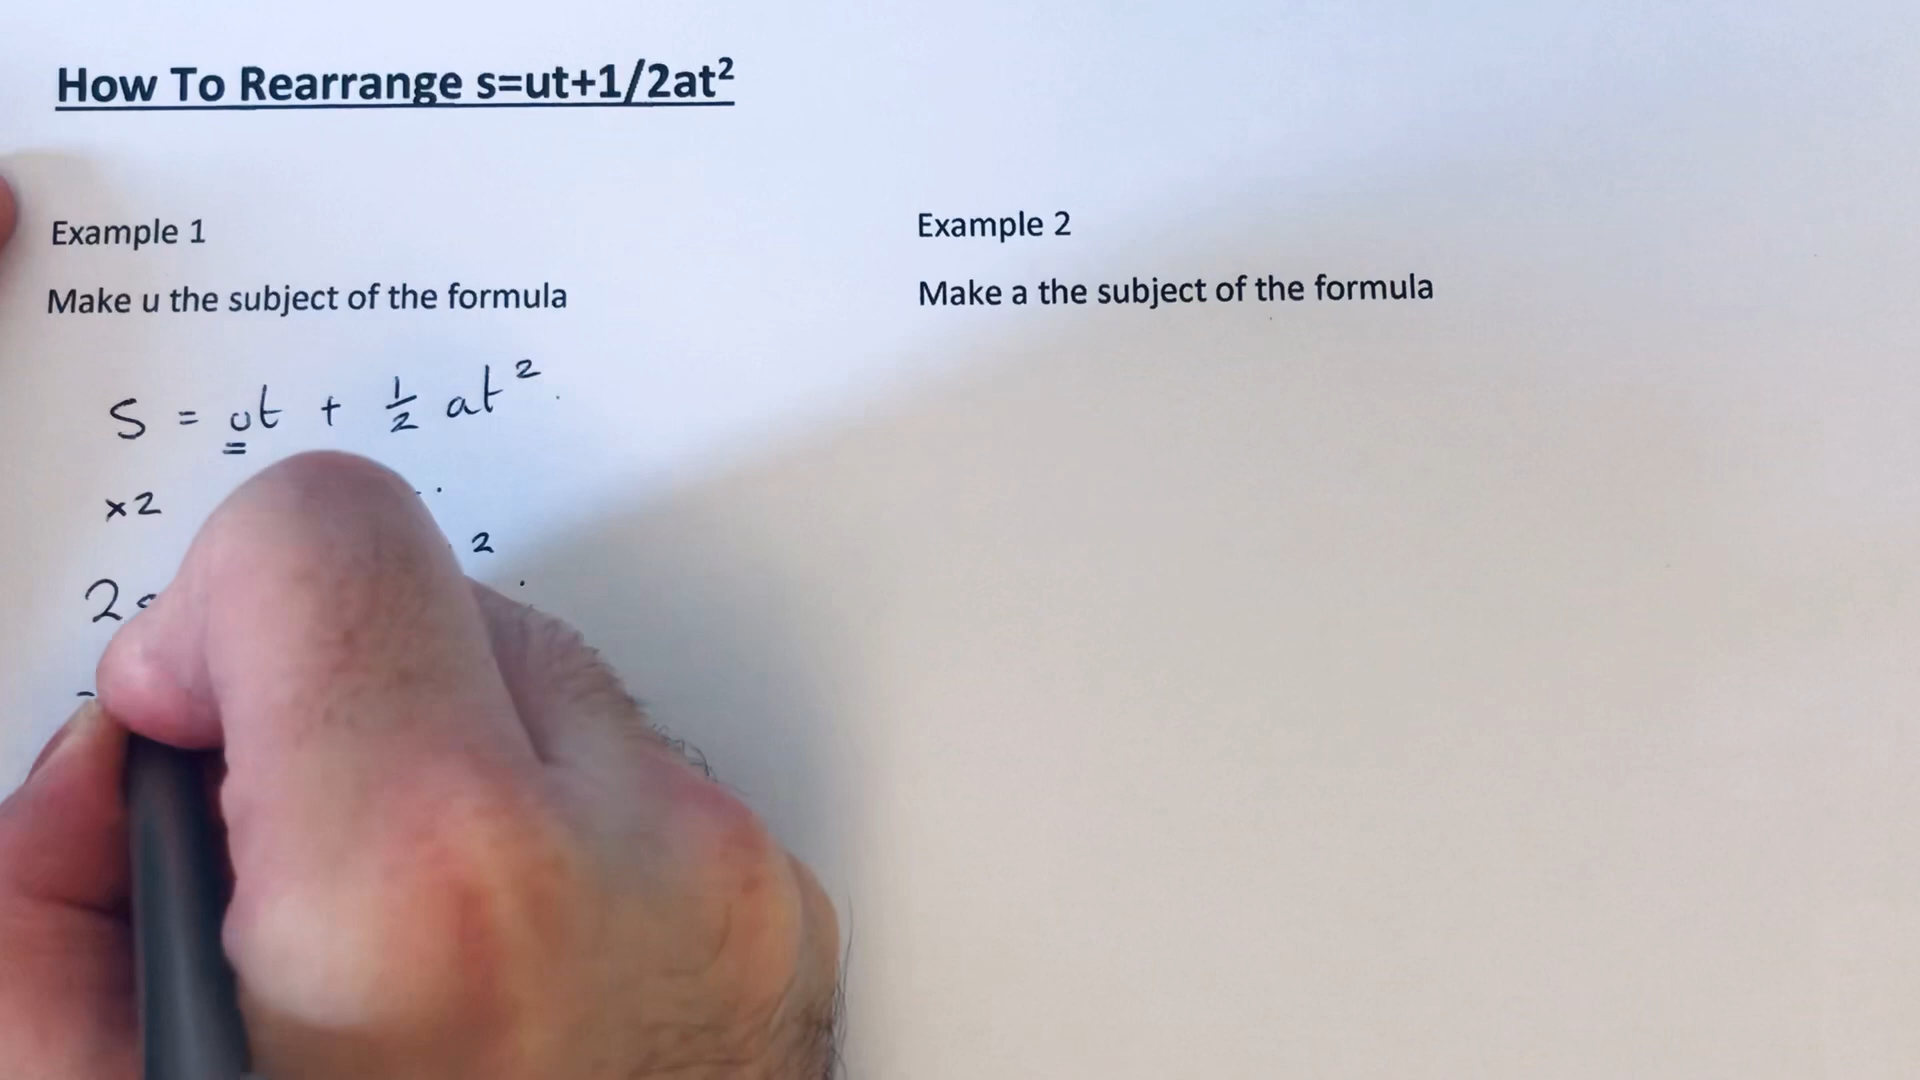 How To Rearrange s=ut+1/2at²
Example 1
Make u the subject of the formula
s = ut + ½ at²
×2
2
2s
-
Example 2
Make a the subject of the formula